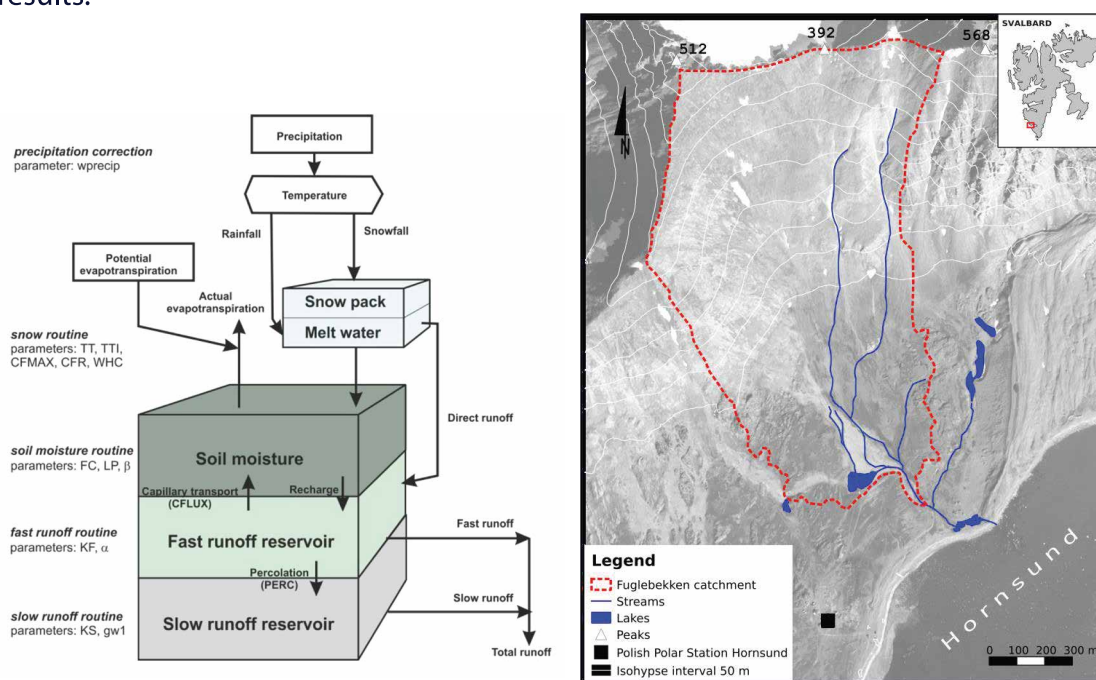 results.
Precipitation
precipitation correction
parameter: wprecip
Temperature
Rainfall
Snowfall
Potential
evapotranspiration
Actual
evapotranspiration
Snow pack
Melt water
snow routine
parameters: TT, TTI,
CFMAX, CFR, WHC
Direct runoff
soil moisture routine
parameters: FC, LP, β
Soil moisture
Capillary transport
(CFLUX)
Recharge
fast runoff routine
parameters: KF, α
Fast runoff reservoir
Fast runoff
Percolation
(PERC)
slow runoff routine
parameters: KS, gw1
Slow runoff reservoir
Slow runoff
Total runoff
512
392
568
SVALBARD
N
Hornsund
Legend
Fuglebekken catchment
Streams
Lakes
Peaks
Polish Polar Station Hornsund
Isohypse interval 50 m
0 100 200 300 m